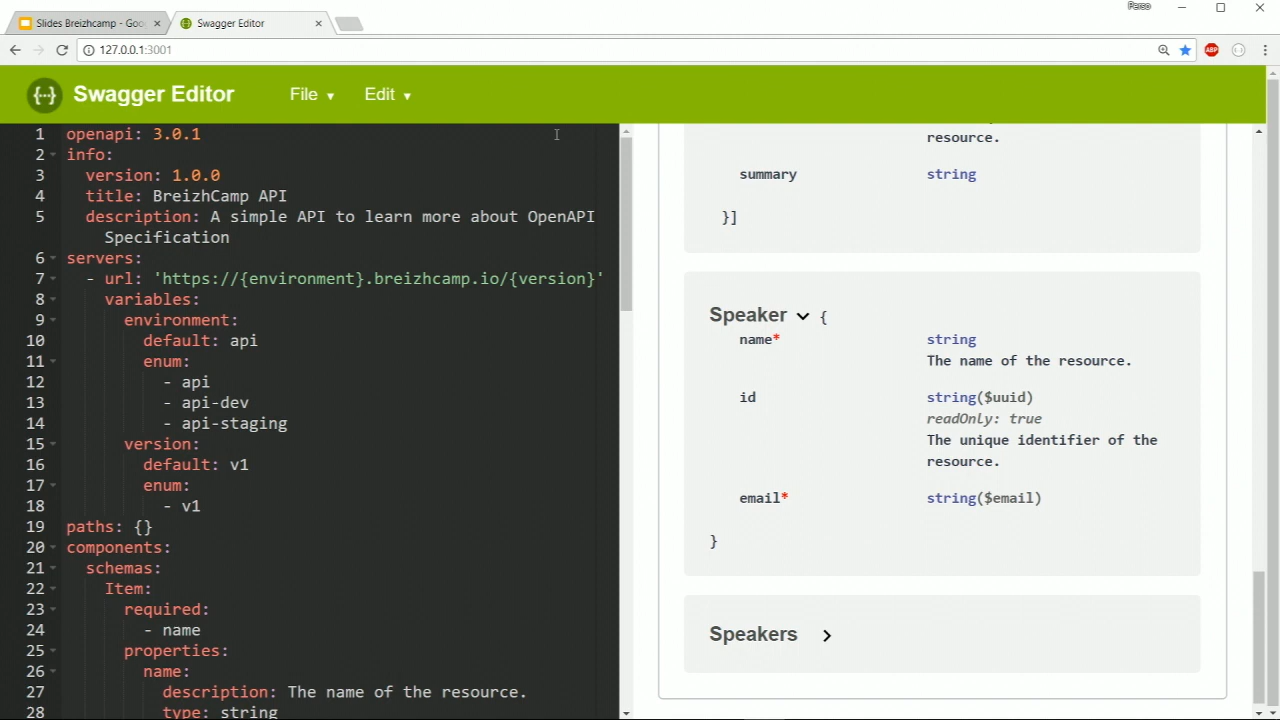 Parso
Slides Breizhcamp - Goo
Swagger Editor
127.0.0.1:3001
ABP
{...} Swagger Editor File Edit
1 openapi: 3.0.1
2 info:
3 version: 1.0.0
4 title: BreizhCamp API
5 description: A simple API to learn more about OpenAPI
Specification
6 servers:
7 - url: 'https://{environment}.breizhcamp.io/{version}'
8 variables:
9 environment:
10 default: api
11 enum:
12 - api
13 - api-dev
14 - api-staging
15 version:
16 default: v1
17 enum:
18 - v1
19 paths: {}
20 components:
21 schemas:
22 Item:
23 required:
24 - name
25 properties:
26 name:
27 description: The name of the resource.
28 type: string
resource.
summary string
}]
Speaker {
name* string
The name of the resource.
id string($uuid)
readOnly: true
The unique identifier of the
resource.
email* string($email)
}
Speakers